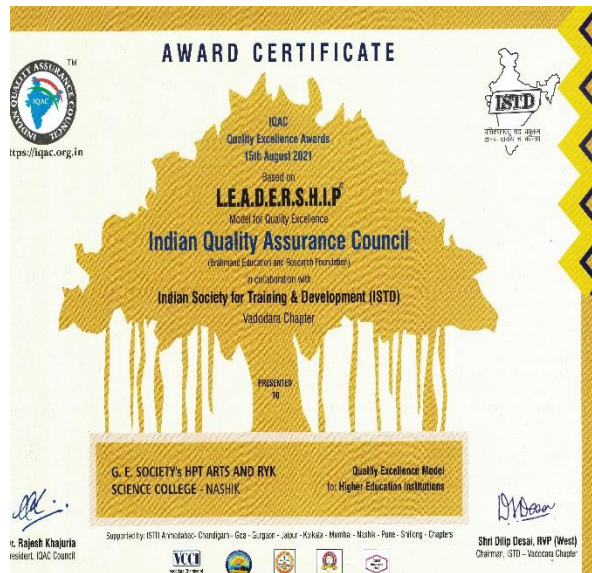 AWARD CERTIFICATE
TM
INDIAN QUALITY ASSURANCE COUNCIL
IQAC
ttps://iqac.org.in
ISTD
IQAC
Quality Excellence Awards
15th August 2021
Based on
L.E.A.D.E.R.S.H.I.P
Model for Quality Excellence
Indian Quality Assurance Council
(Brahmand Education and Research Foundation)
n collaboration with
Indian Society for Training & Development (ISTD)
Vadodara Chapter
PRESENTED
TO
G. E. SOCIETY's HPT ARTS AND RYK
SCIENCE COLLEGE - NASHIK
Quality Excellence Model
for Higher Education Institutions
r. Rajesh Khajuria
resident, IQAC Council
Supported by: ISTD Ahmedabad - Chandigarh - Goa - Gurgaon - Jaipur - Kolkata - Mumbai - Nashik - Pune - Shillong - Chapters
VCCI
Shri Dilip Desai, RVP (West)
Chairman, ISTD – Vadodara Chapter